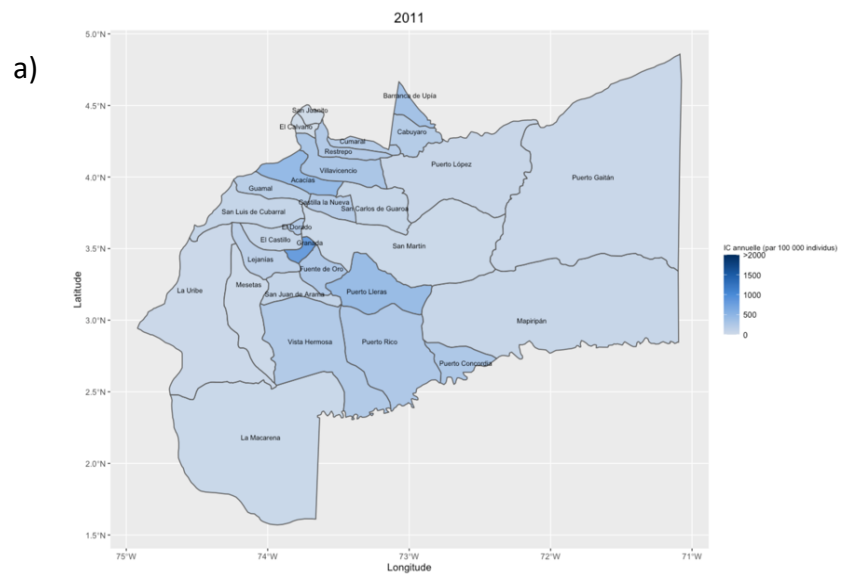 2011
a)
5.0°N
4.5°N
4.0°N
3.5°N
3.0°N
2.5°N
2.0°N
1.5°N
Latitude
Barranca de Upía
San Juanito
El Calvario
Cabuyaro
Cumaral
Restrepo
Puerto López
Villavicencio
Puerto Gaitán
Acacías
Guamal
Castilla la Nueva
San Carlos de Guaroa
San Luis de Cubarral
El Dorado
El Castillo
Granada
San Martín
Lejanías
Fuente de Oro
Mesetas
La Uribe
San Juan de Arama
Puerto Lleras
Mapiripán
Vista Hermosa
Puerto Rico
Puerto Concordia
La Macarena
IC annuelle (par 100 000 individus)
>2000
1500
1000
500
0
75°W
74°W
73°W
72°W
71°W
Longitude